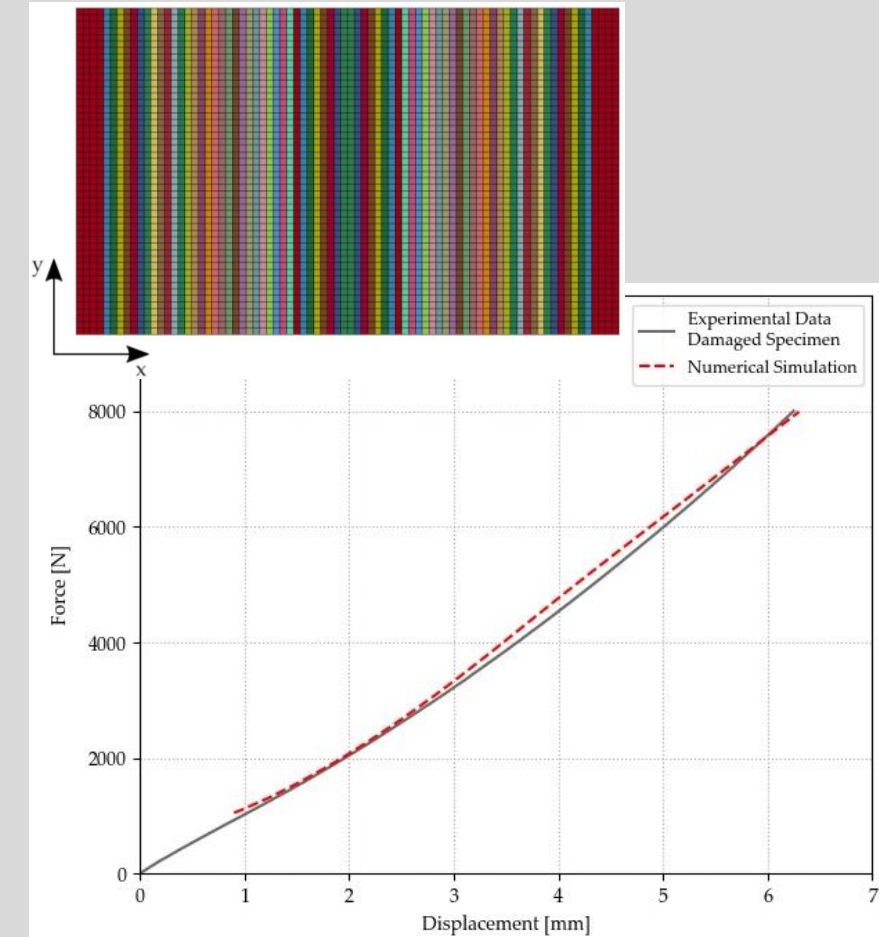 y
x
Experimental Data
Damaged Specimen
Numerical Simulation
8000
6000
4000
2000
0
Force [N]
0 1 2 3 4 5 6 7
Displacement [mm]